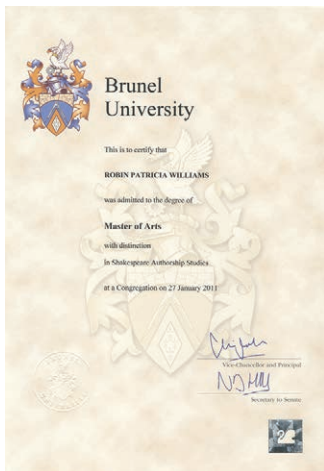 Brunel
University
This is to certify that
ROBIN PATRICIA WILLIAMS
was admitted to the degree of
Master of Arts
with distinction
in Shakespeare Authorship Studies
at a Congregation on 27 January 2011
Vice-Chancellor and Principal
Secretary to Senate